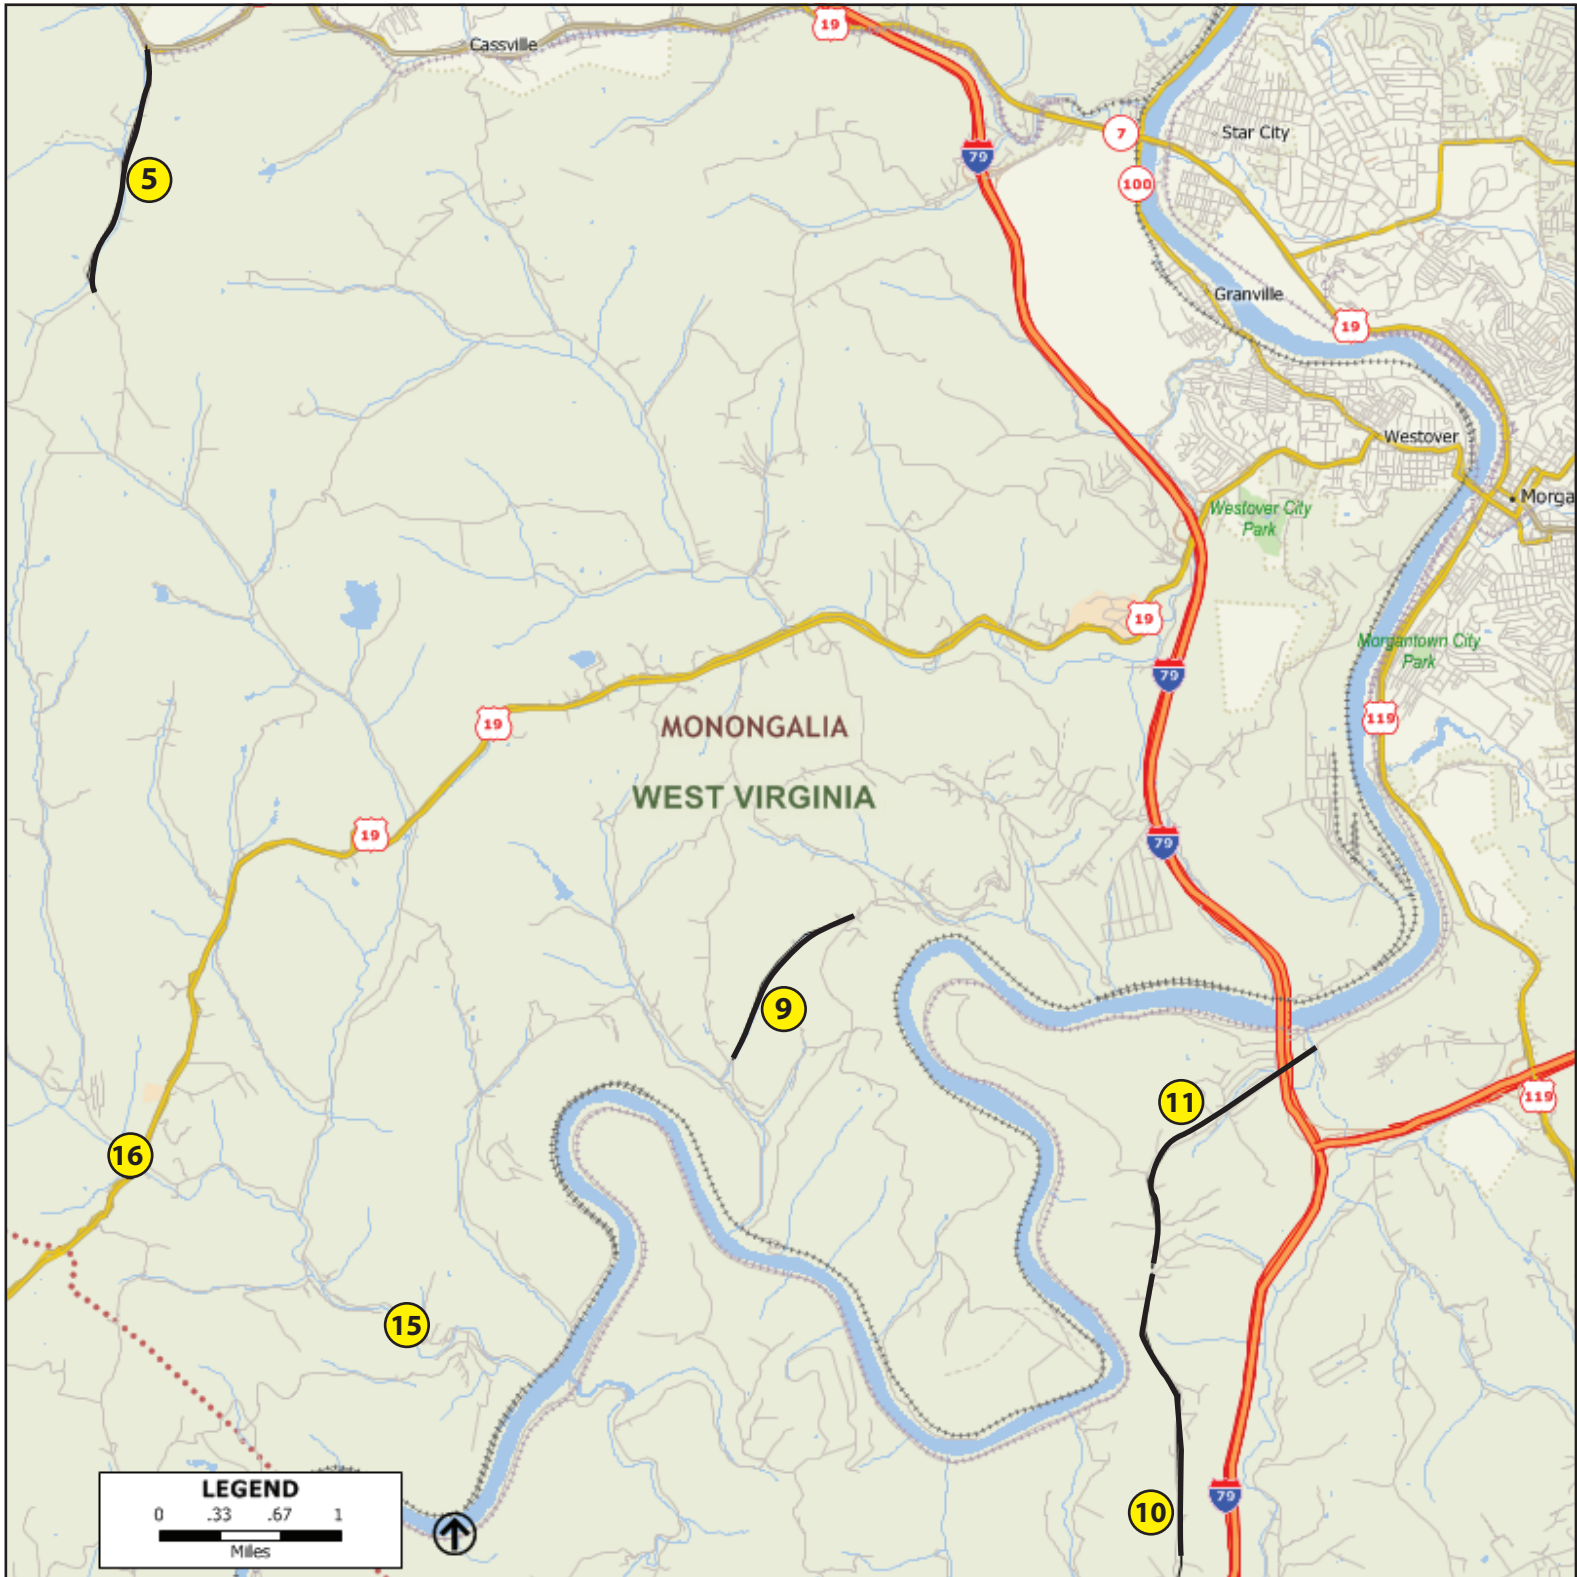 19
Cassville
7
Star City
79
5
100
Granville
19
Westover
Morga
Westover City
Park
19
Morgantown City
Park
79
119
19
MONONGALIA
WEST VIRGINIA
19
79
9
11
119
16
15
LEGEND
0 .33 .67 1
Miles
10
79